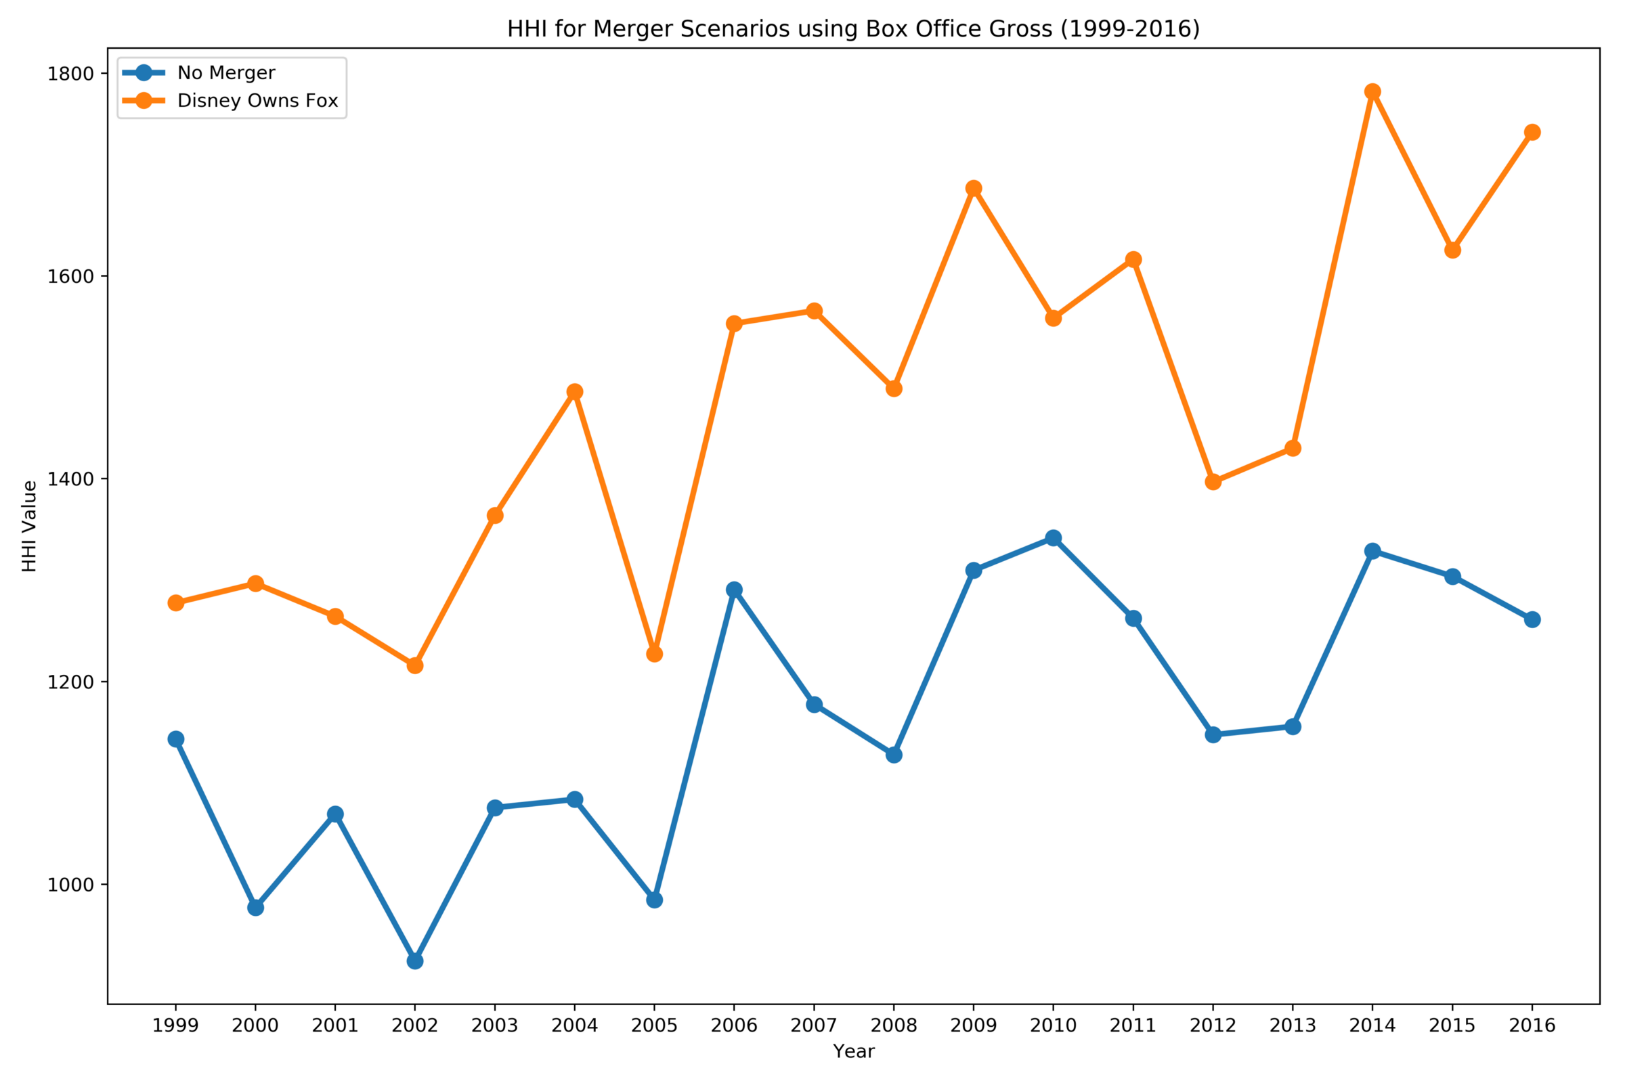 HHI for Merger Scenarios using Box Office Gross (1999-2016)
No Merger
Disney Owns Fox
1800
1600
1400
1200
1000
HHI Value
1999 2000 2001 2002 2003 2004 2005 2006 2007 2008 2009 2010 2011 2012 2013 2014 2015 2016
Year